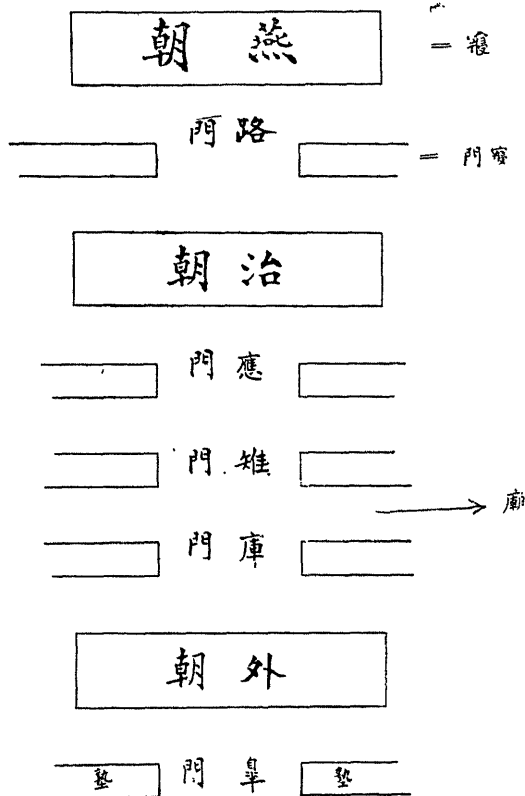 燕朝
= 寢
路門
= 寢門
治朝
應門
雉門
廟
庫門
外朝
塾
皐門
塾